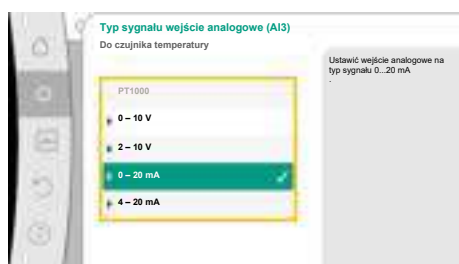 Typ sygnału wejście analogowe (AI3)
Do czujnika temperatury
Ustawić wejście analogowe na
typ sygnału 0...20 mA
.
PT1000
0 – 10 V
2 – 10 V
0 – 20 mA
4 – 20 mA